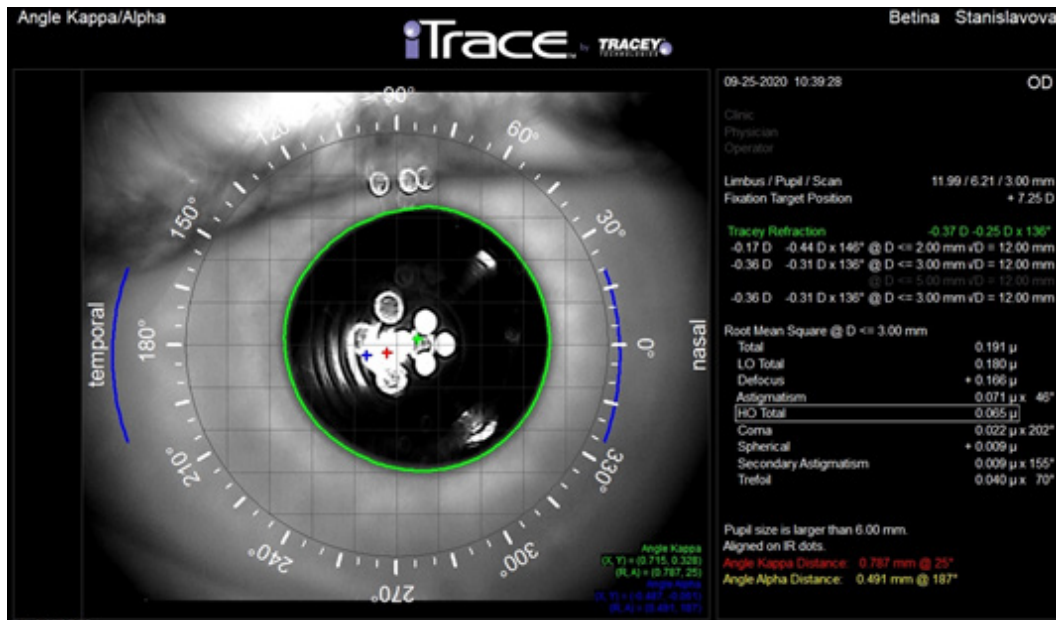 Angle Kappa/Alpha
iTrace by TRACEY TECHNOLOGIES
Betina Stanislavova
09-25-2020 10:39:28 OD
Clinic
Physician
Operator
Limbus / Pupil / Scan 11.99 / 6.21 / 3.00 mm
Fixation Target Position + 7.25 D
Tracey Refraction -0.37 D -0.25 D x 136°
-0.17 D -0.44 D x 146° @ D <= 2.00 mm VD = 12.00 mm
-0.36 D -0.31 D x 136° @ D <= 3.00 mm VD = 12.00 mm
@ D <= 5.00 mm VD = 12.00 mm
-0.36 D -0.31 D x 136° @ D <= 3.00 mm VD = 12.00 mm
Root Mean Square @ D <= 3.00 mm
Total 0.191 µ
LO Total 0.180 µ
Defocus + 0.166 µ
Astigmatism 0.071 µ x 46°
HO Total 0.065 µ
Coma 0.022 µ x 202°
Spherical + 0.009 µ
Secondary Astigmatism 0.009 µ x 155°
Trefoil 0.040 µ x 70°
Pupil size is larger than 6.00 mm.
Aligned on IR dots.
Angle Kappa Distance: 0.787 mm @ 25°
Angle Alpha Distance: 0.491 mm @ 187°
90°
120°
60°
150°
30°
temporal
180°
0°
nasal
210°
330°
240°
300°
270°
Angle Kappa
(X, Y) = (0.715, 0.328)
(R, A) = (0.787, 25)
Angle Alpha
(R, A) = (0.491, 187)